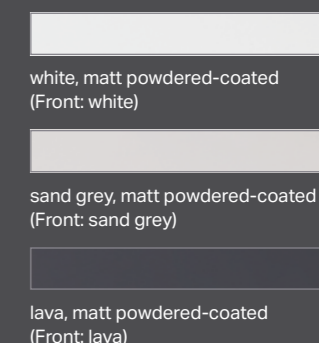 white, matt powdered-coated
(Front: white)
sand grey, matt powdered-coated
(Front: sand grey)
lava, matt powdered-coated
(Front: lava)